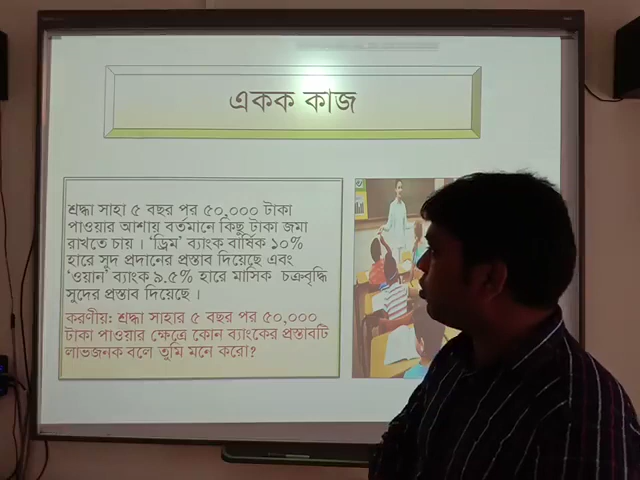 একক কাজ
শ্রদ্ধা সাহা ৫ বছর পর ৫০,০০০ টাকা
পাওয়ার আশায় বর্তমানে কিছু টাকা জমা
রাখতে চায় । ‘ড্রিম’ ব্যাংক বার্ষিক ১০%
হারে সুদ প্রদানের প্রস্তাব দিয়েছে এবং
‘ওয়ান’ ব্যাংক ৯.৫% হারে মাসিক চক্রবৃদ্ধি
সুদের প্রস্তাব দিয়েছে ।
করণীয়: শ্রদ্ধা সাহার ৫ বছর পর ৫০,০০০
টাকা পাওয়ার ক্ষেত্রে কোন ব্যাংকের প্রস্তাবটি
লাভজনক বলে তুমি মনে করো?